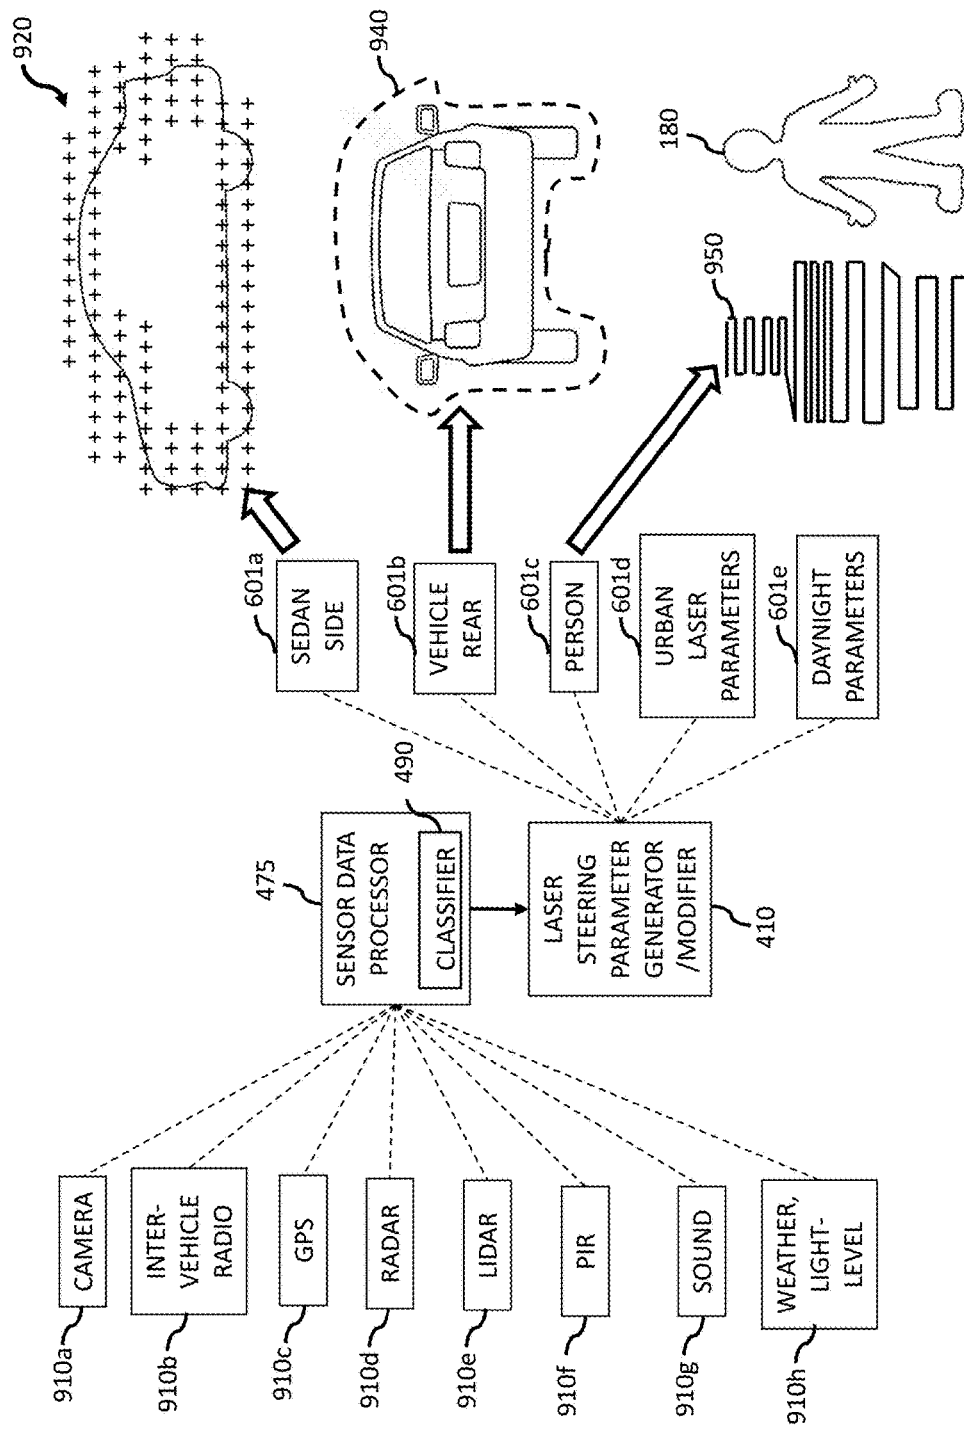 910a
CAMERA
910b
INTER-
VEHICLE
RADIO
910c
GPS
910d
RADAR
910e
LIDAR
910f
PIR
910g
SOUND
910h
WEATHER,
LIGHT-
LEVEL
475
SENSOR DATA
PROCESSOR
490
CLASSIFIER
LASER
STEERING
PARAMETER
GENERATOR
/MODIFIER
410
601a
SEDAN
SIDE
601b
VEHICLE
REAR
601c
PERSON
601d
URBAN
LASER
PARAMETERS
601e
DAYNIGHT
PARAMETERS
920
940
950
180